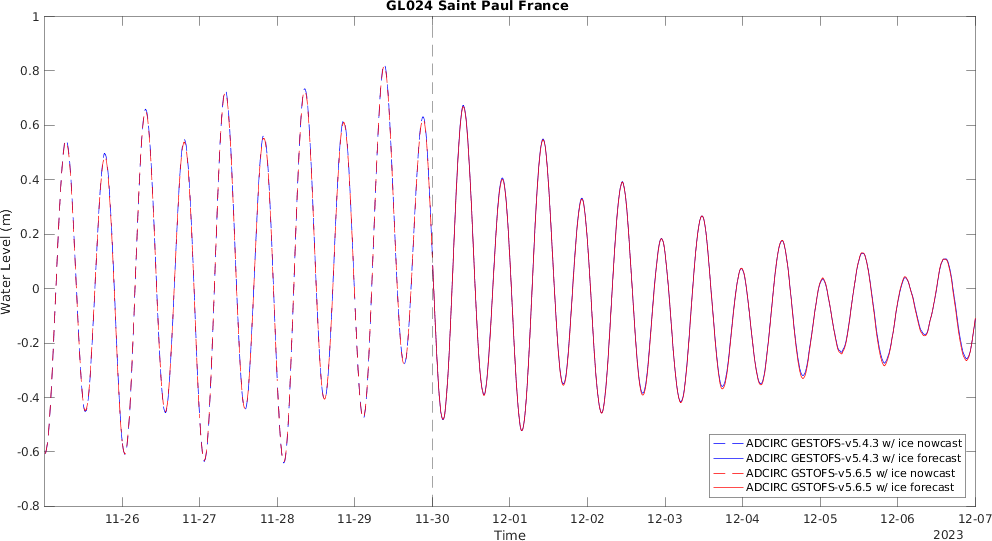 GL024 Saint Paul France
1
0.8
0.6
0.4
0.2
0
-0.2
-0.4
-0.6
-0.8
Water Level (m)
ADCIRC GESTOFS-v5.4.3 w/ ice nowcast
ADCIRC GESTOFS-v5.4.3 w/ ice forecast
ADCIRC GSTOFS-v5.6.5 w/ ice nowcast
ADCIRC GSTOFS-v5.6.5 w/ ice forecast
11-26 11-27 11-28 11-29 11-30 12-01 12-02 12-03 12-04 12-05 12-06 12-07
Time
2023